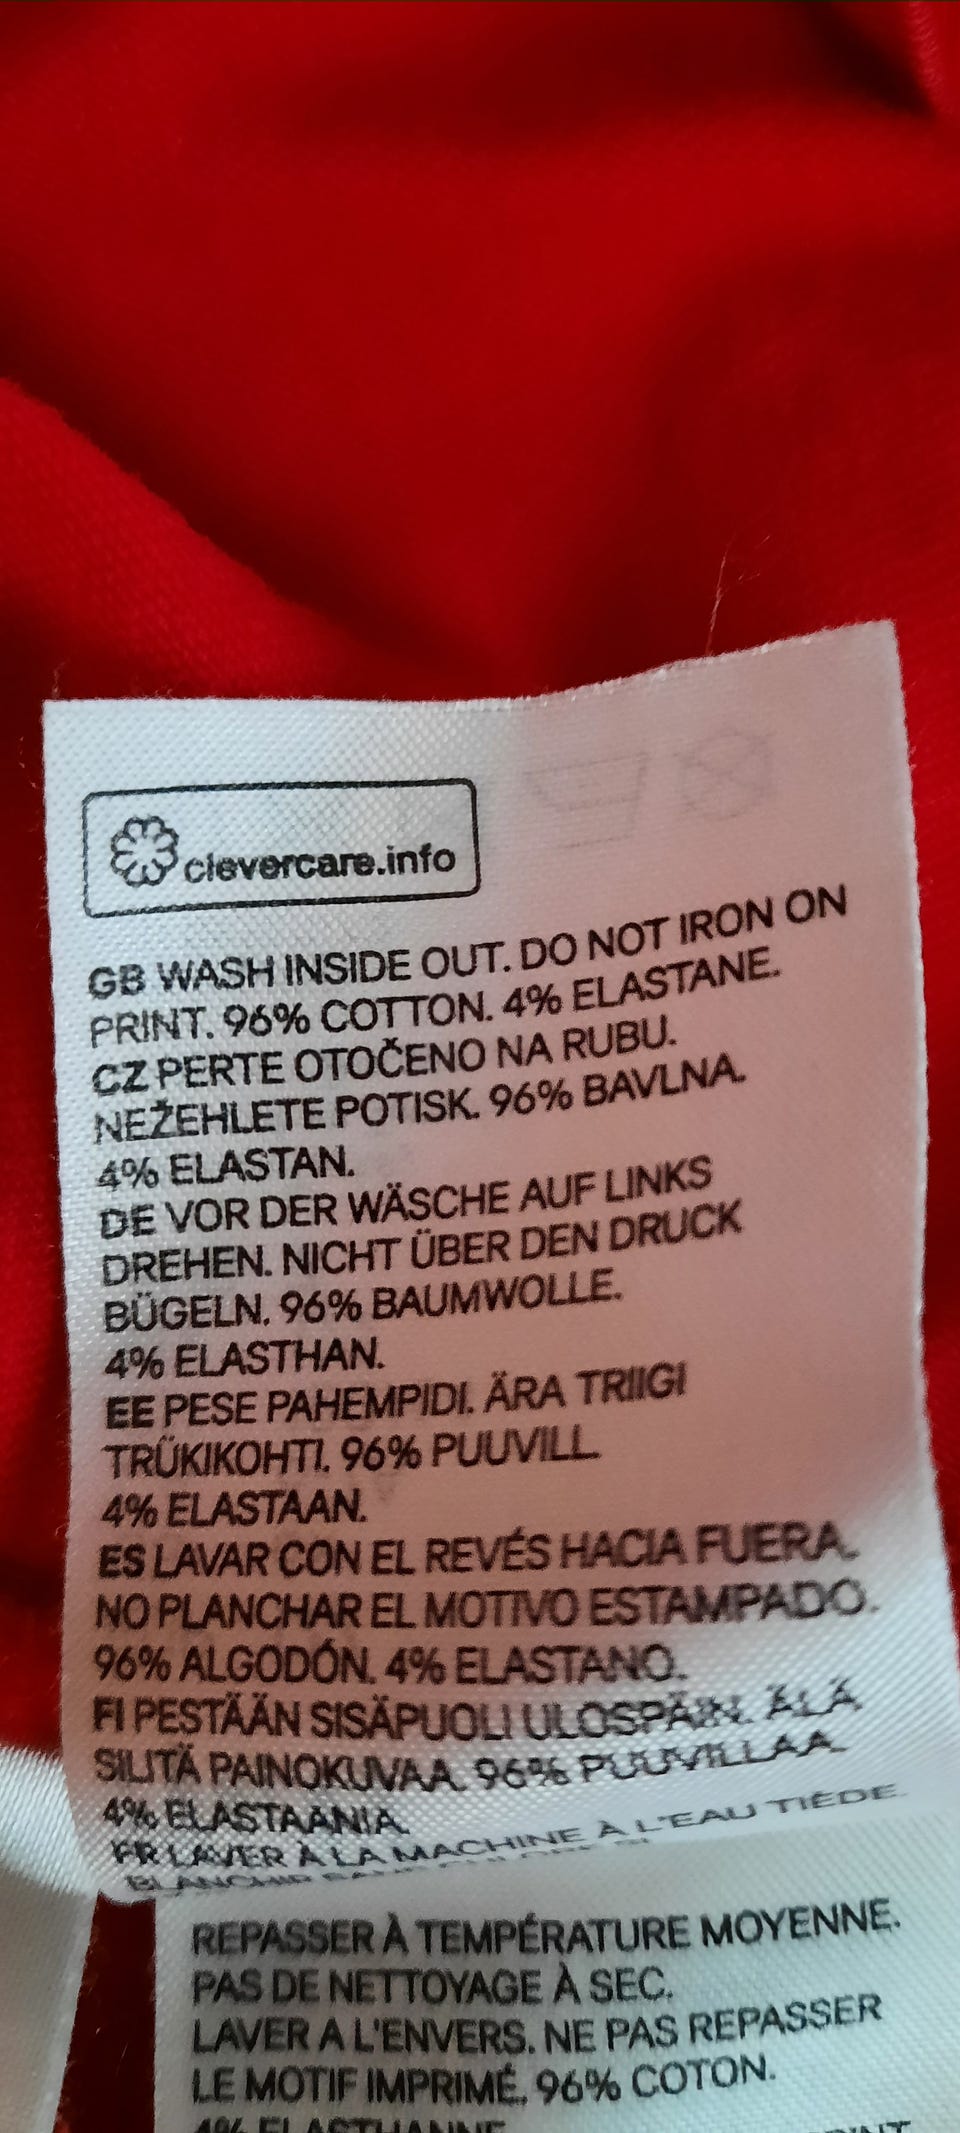 clevercare.info
GB WASH INSIDE OUT. DO NOT IRON ON
PRINT. 96% COTTON. 4% ELASTANE.
CZ PERTE OTOČENO NA RUBU.
NEŽEHLETE POTISK. 96% BAVLNA.
4% ELASTAN.
DE VOR DER WÄSCHE AUF LINKS
DREHEN. NICHT ÜBER DEN DRUCK
BÜGELN. 96% BAUMWOLLE.
4% ELASTHAN.
EE PESE PAHEMPIDI. ÄRA TRIIGI
TRÜKIKOHTI. 96% PUUVILL
4% ELASTAAN.
ES LAVAR CON EL REVÉS HACIA FUERA.
NO PLANCHAR EL MOTIVO ESTAMPADO.
96% ALGODÓN. 4% ELASTANO.
FI PESTÄÄN SISÄPUOLI ULOSPÄIN. ÄLÄ
SILITÄ PAINOKUVAA. 96% PUUVILLAA.
4% ELASTAANIA.
FR LAVER À LA MACHINE À L'EAU TIÈDE.
BLANCHIR
REPASSER À TEMPÉRATURE MOYENNE.
PAS DE NETTOYAGE À SEC.
LAVER A L'ENVERS. NE PAS REPASSER
LE MOTIF IMPRIMÉ. 96% COTON.
4% ELASTHANNE